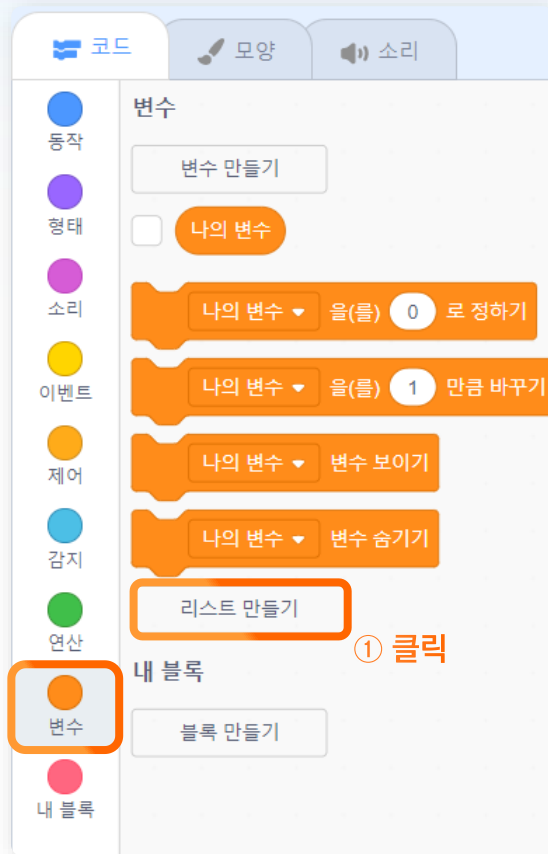 코드
모양
소리
동작
형태
소리
이벤트
제어
감지
연산
변수
내 블록
변수
변수 만들기
나의 변수
나의 변수 을(를) 0 로 정하기
나의 변수 을(를) 1 만큼 바꾸기
나의 변수 변수 보이기
나의 변수 변수 숨기기
리스트 만들기
① 클릭
내 블록
블록 만들기